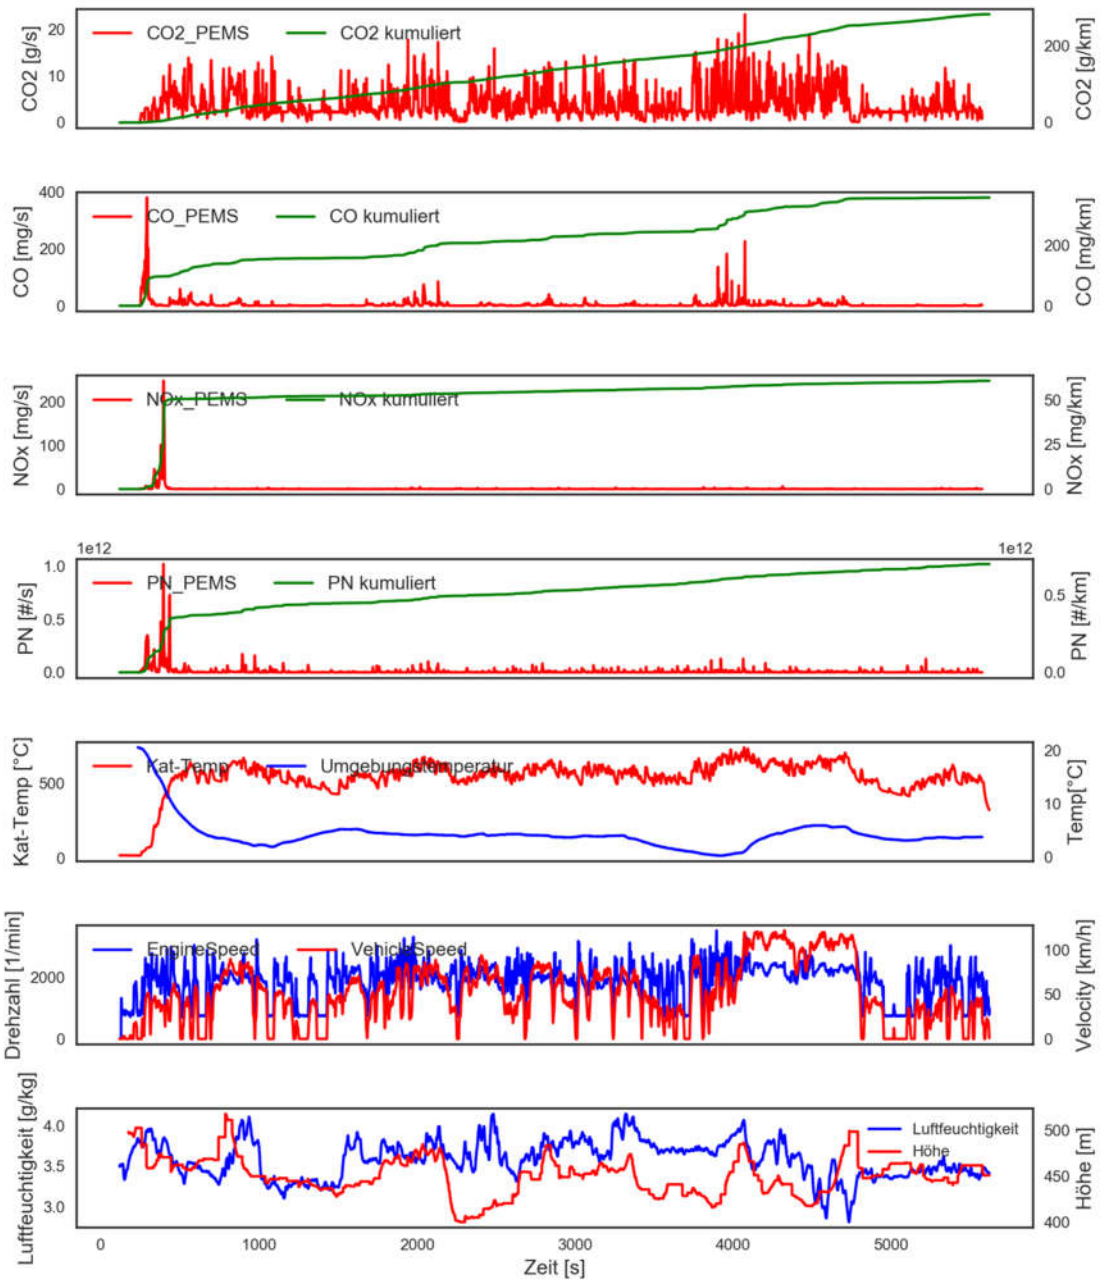 CO2_PEMS CO2 kumuliert
CO2 [g/s]
20
10
0
CO2 [g/km]
200
0
CO_PEMS CO kumuliert
CO [mg/s]
400
200
0
CO [mg/km]
200
0
NOx_PEMS NOx kumuliert
NOx [mg/s]
200
100
0
NOx [mg/km]
50
25
0
1e12
1e12
PN_PEMS PN kumuliert
PN [#/s]
1.0
0.5
0.0
PN [#/km]
0.5
0.0
Kat-Temp Umgebungstemperatur
Kat-Temp [°C]
500
0
Temp[°C]
20
10
0
EngineSpeed VehicleSpeed
Drehzahl [1/min]
2000
0
Velocity [km/h]
100
50
0
Luftfeuchtigkeit
Höhe
Luftfeuchtigkeit [g/kg]
4.0
3.5
3.0
Höhe [m]
500
450
400
0 1000 2000 3000 4000 5000
Zeit [s]